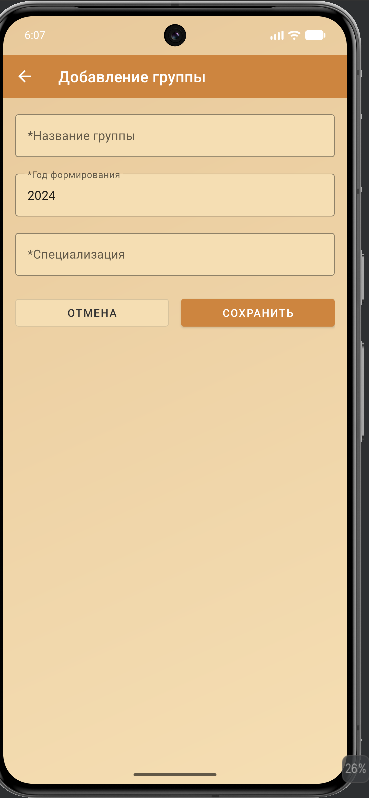 6:07
Добавление группы
*Название группы
*Год формирования
2024
*Специализация
ОТМЕНА
СОХРАНИТЬ
26%